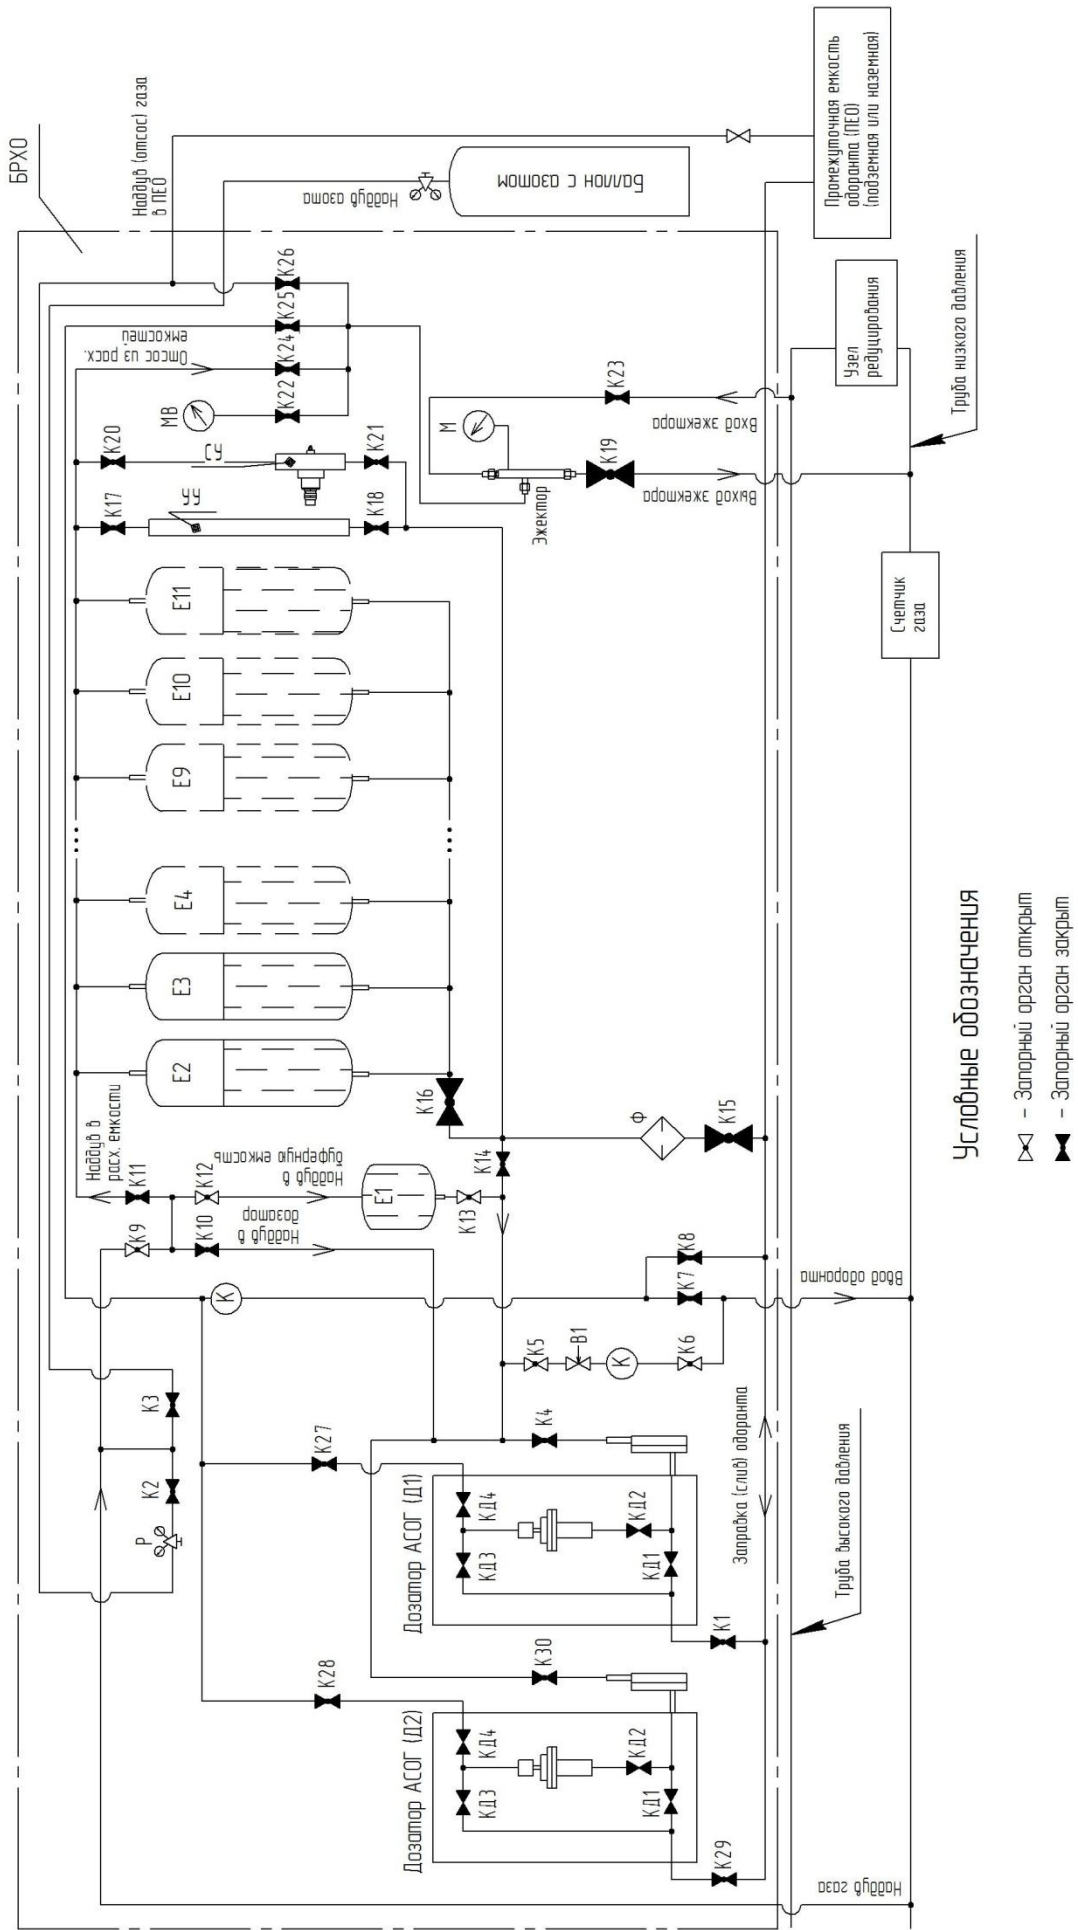 БРХО
Наддув (отсос) газа
в ПЕО
Наддув азота
Баллон с азотом
Промежуточная емкость
одоранта (ПЕО)
(подземная или наземная)
К26
К25
К24
К22
Отсос из расх.
емкостей
МВ
К20
УЭ
К21
К17
УУ
К18
М
Эжектор
К19
К23
Вход эжектора
Выход эжектора
Узел
редуцирования
Труба низкого давления
Счетчик
газа
Е11
Е10
Е9
Е4
Е3
Е2
К16
К14
Ф
К15
Наддув в
расх. емкости
К11
К12
Наддув в
буферную емкость
Е1
К13
К9
К10
Наддув в
дозатор
К
К8
К7
Ввод одоранта
К5
В1
К
К6
К3
К2
Р
К27
К4
Дозатор АСОГ (Д1)
КД4
КД3
КД2
КД1
К1
Заправка (слив) одоранта
Труба высокого давления
К28
К30
Дозатор АСОГ (Д2)
КД4
КД3
КД2
КД1
К29
Наддув газа
Условные обозначения
– Запорный орган открыт
– Запорный орган закрыт